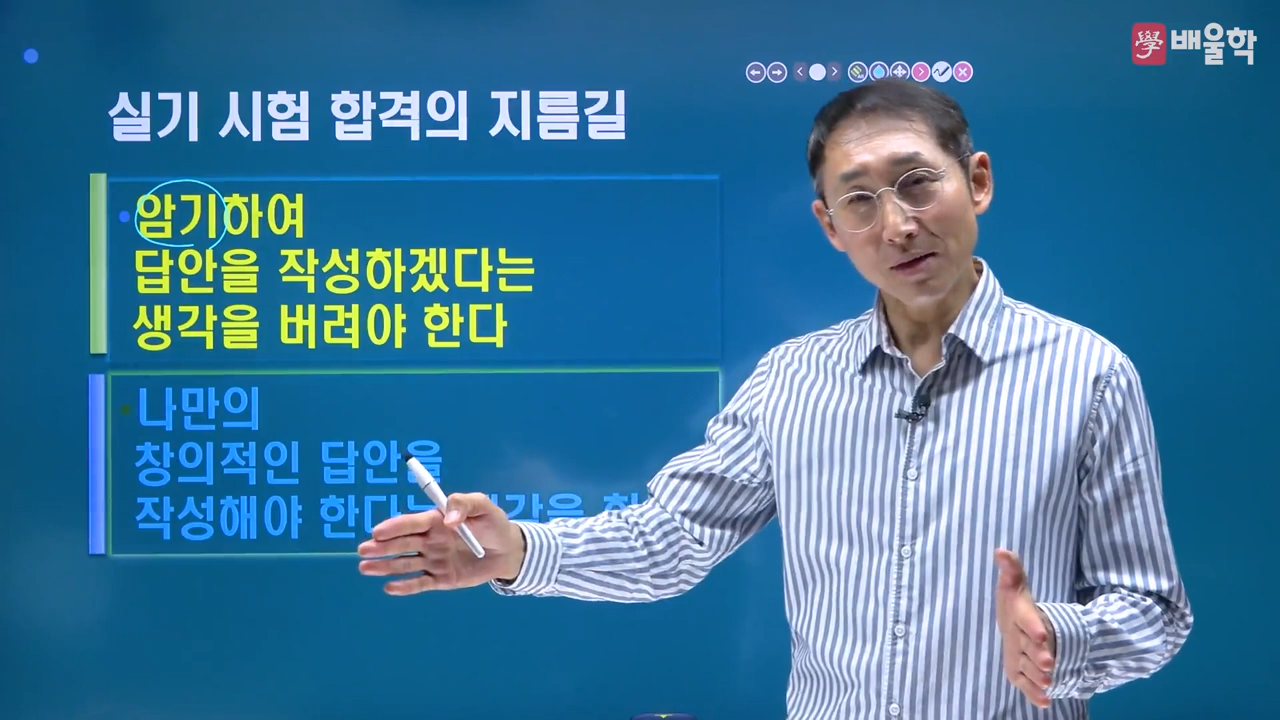 學 배울학
실기 시험 합격의 지름길
암기하여
답안을 작성하겠다는
생각을 버려야 한다
나만의
창의적인 답안을
작성해야 한다는